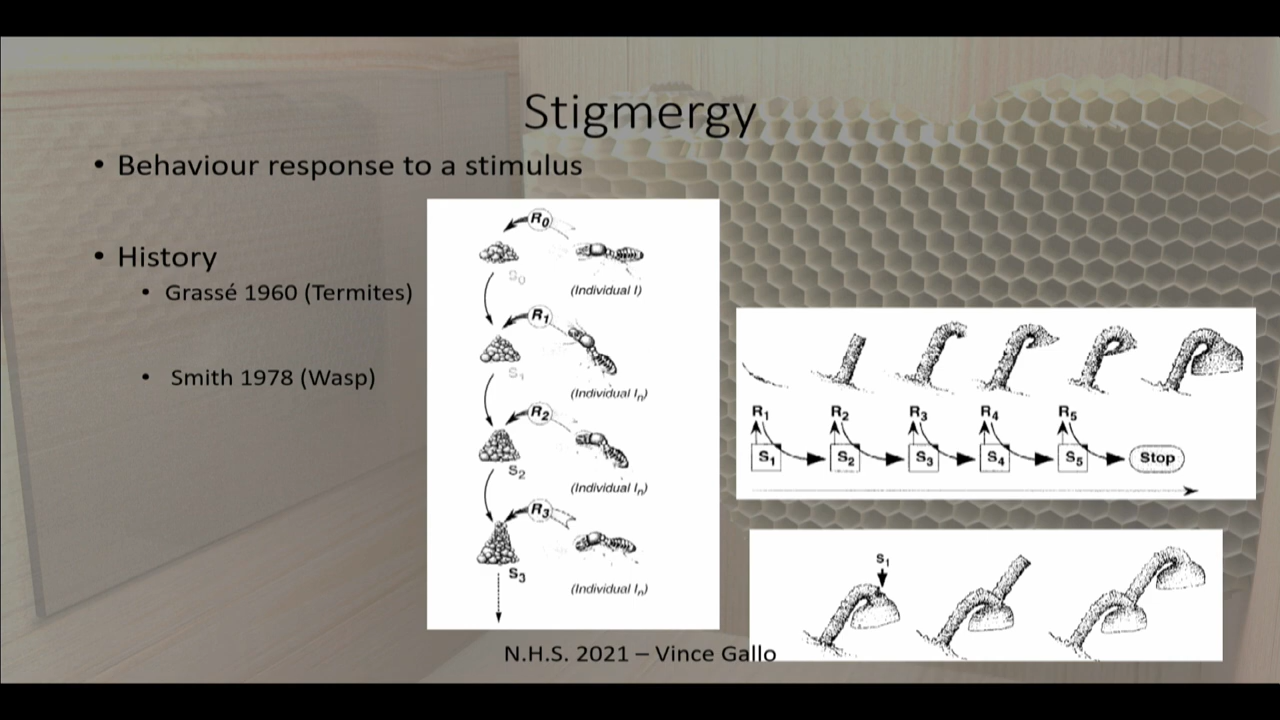 Stigmergy
• Behaviour response to a stimulus
• History
• Grassé 1960 (Termites)
• Smith 1978 (Wasp)
R0
S0
(Individual I)
R1
S1
(Individual In)
R2
S2
(Individual In)
R3
S3
(Individual In)
R1 R2 R3 R4 R5
S1 S2 S3 S4 S5 Stop
S1
N.H.S. 2021 – Vince Gallo